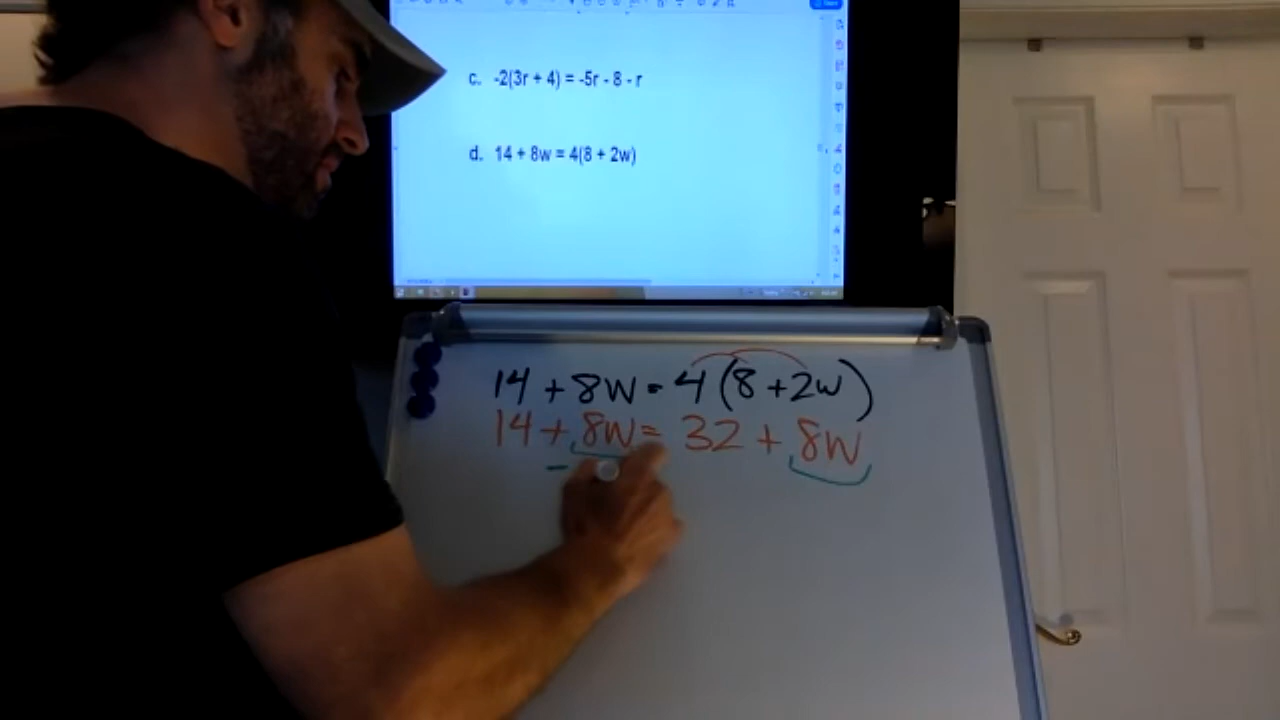 c. -2(3r + 4) = -5r - 8 - r
d. 14 + 8w = 4(8 + 2w)
14 + 8w = 4(8 + 2w)
14 + 8w = 32 + 8w
-